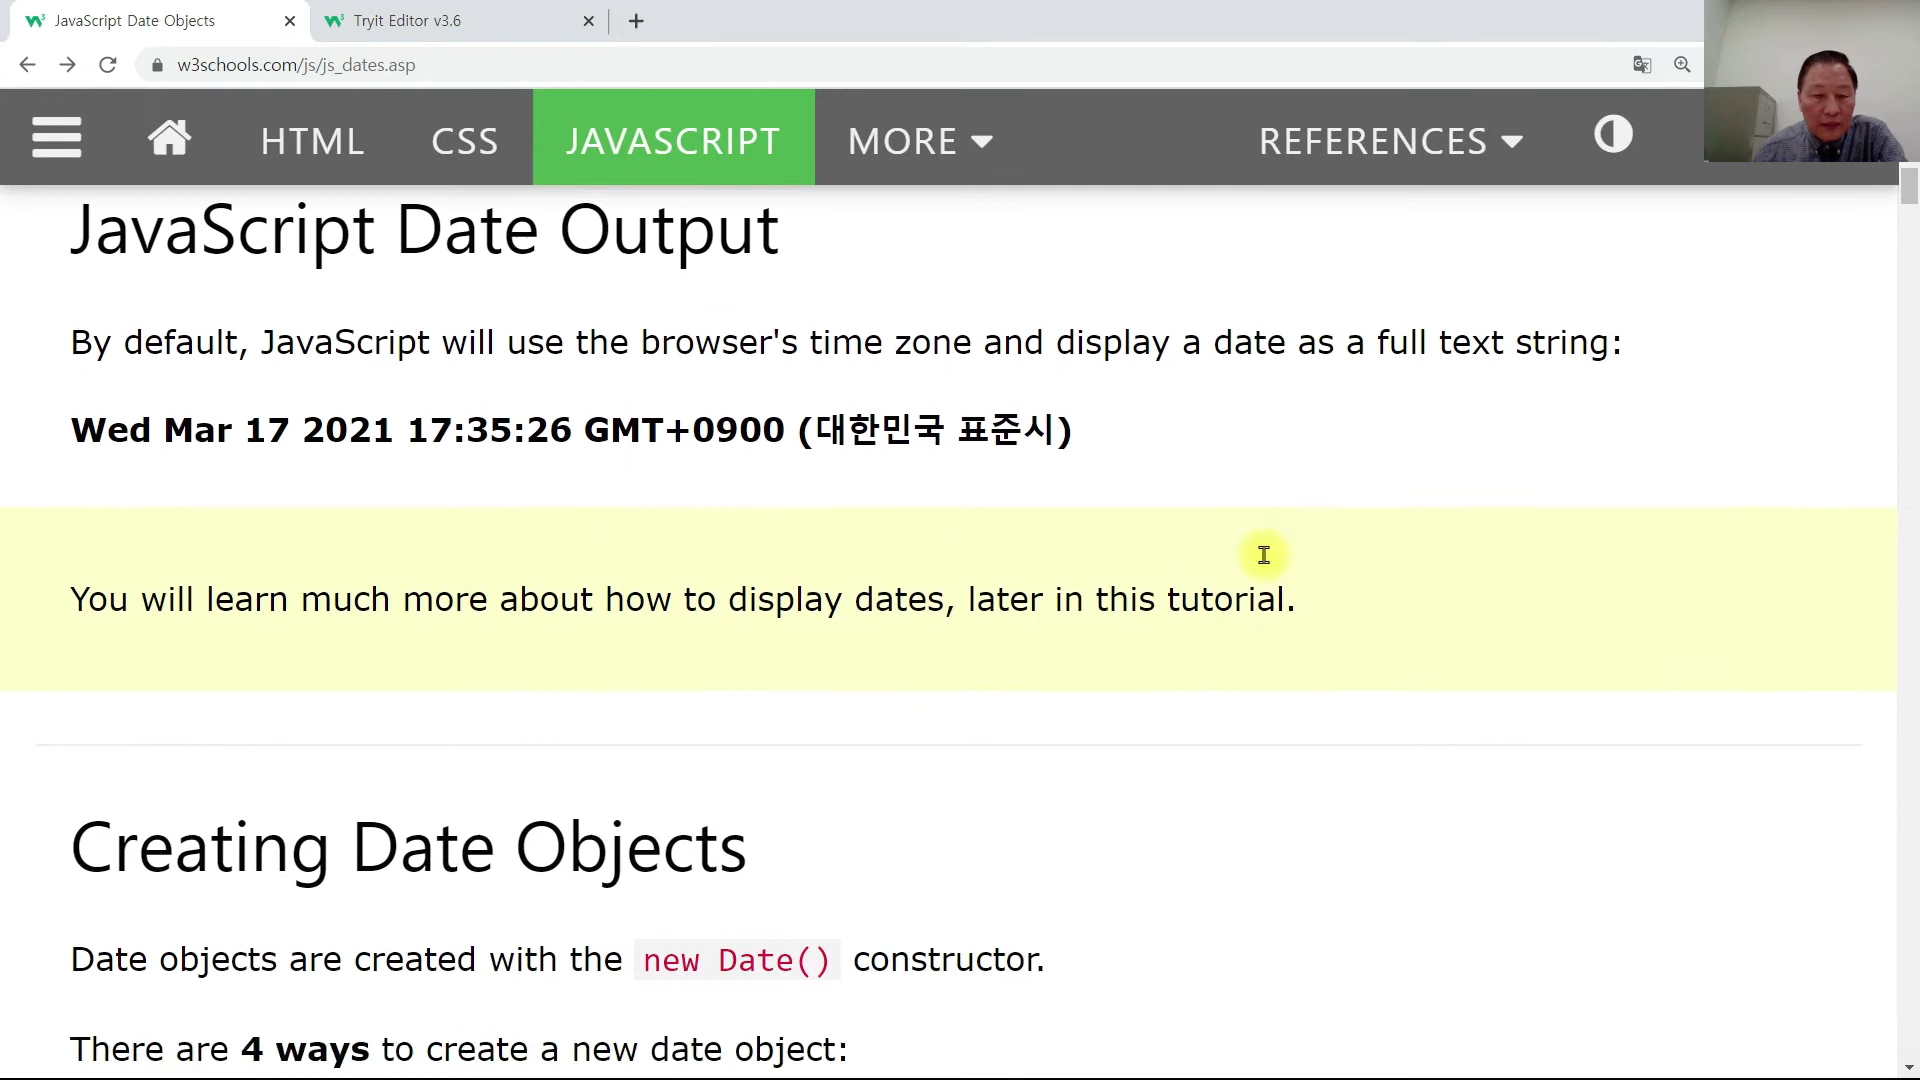 JavaScript Date Objects
Tryit Editor v3.6
w3schools.com/js/js_dates.asp
HTML CSS JAVASCRIPT MORE REFERENCES
JavaScript Date Output
By default, JavaScript will use the browser's time zone and display a date as a full text string:
Wed Mar 17 2021 17:35:26 GMT+0900 (대한민국 표준시)
You will learn much more about how to display dates, later in this tutorial.
Creating Date Objects
Date objects are created with the new Date() constructor.
There are 4 ways to create a new date object: